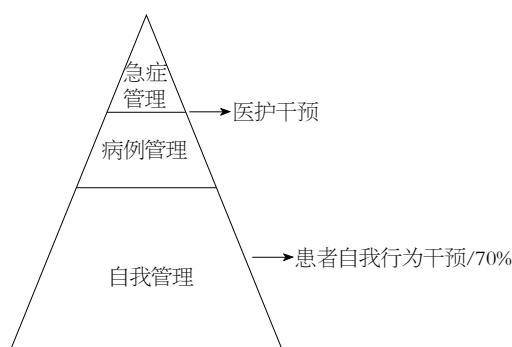 急症
管理
医护干预
病例管理
患者自我行为干预/70%
自我管理